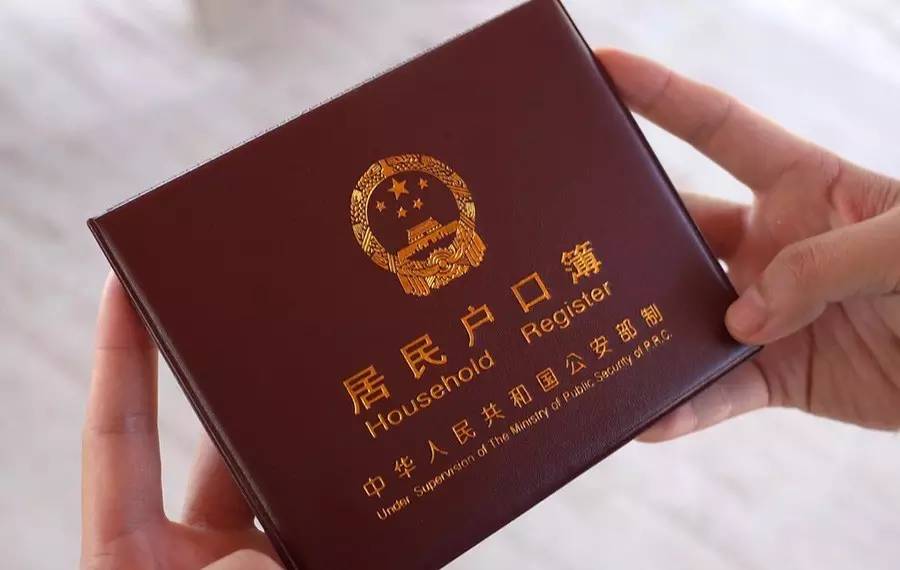 居民户口簿
Household Register
中华人民共和国公安部制
Under Supervision of The Ministry of Public Security of P.R.C.